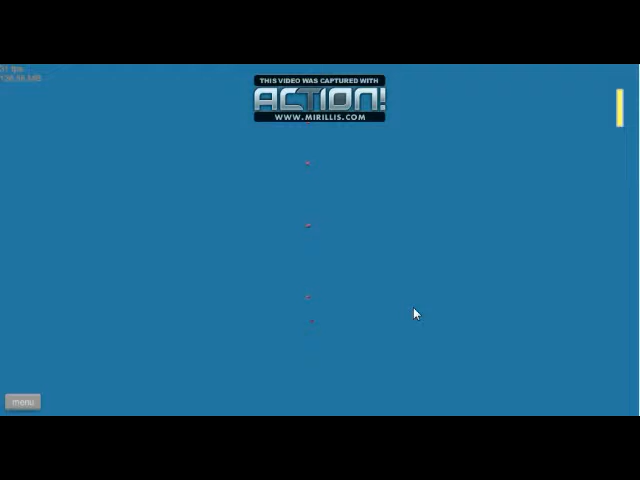 THIS VIDEO WAS CAPTURED WITH
ACTION!
WWW.MIRILLIS.COM
menu